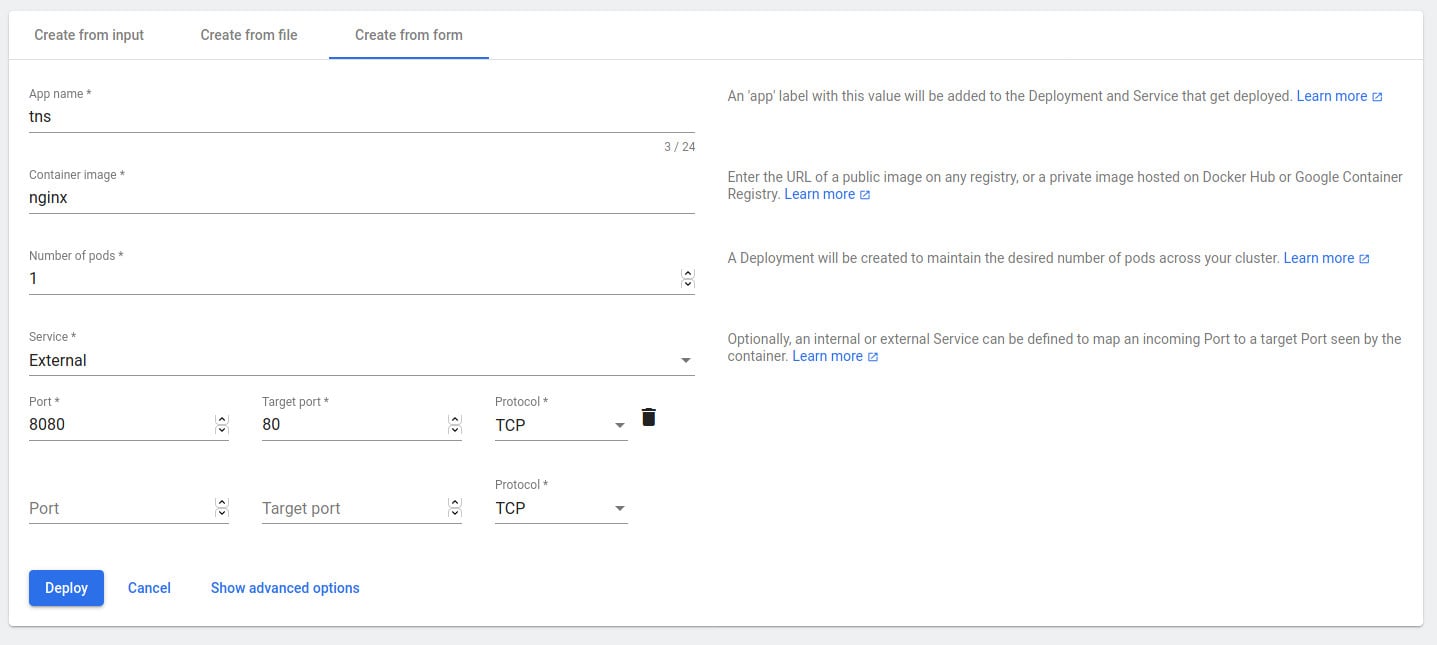 Create from input Create from file Create from form
App name *
tns
3 / 24
An 'app' label with this value will be added to the Deployment and Service that get deployed. Learn more
Container image *
nginx
Enter the URL of a public image on any registry, or a private image hosted on Docker Hub or Google Container
Registry. Learn more
Number of pods *
1
A Deployment will be created to maintain the desired number of pods across your cluster. Learn more
Service *
External
Optionally, an internal or external Service can be defined to map an incoming Port to a target Port seen by the
container. Learn more
Port * Target port * Protocol *
8080 80 TCP
Protocol *
Port Target port TCP
Deploy Cancel Show advanced options